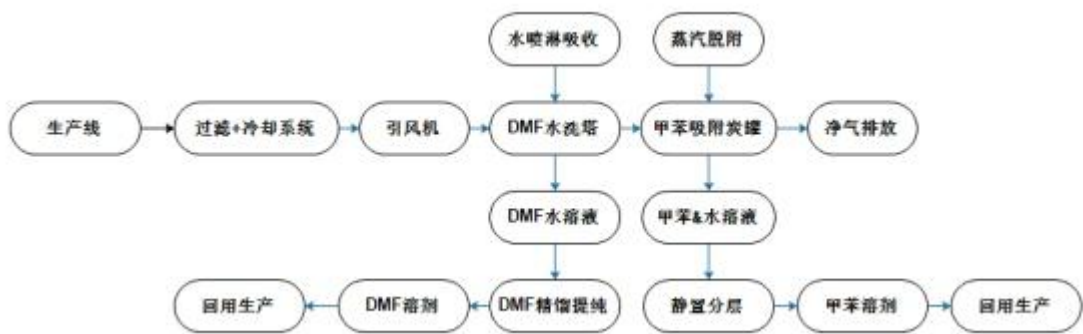 水喷淋吸收
蒸汽脱附
生产线
过滤+冷却系统
引风机
DMF水洗塔
甲苯吸附炭罐
净气排放
DMF水溶液
甲苯&水溶液
回用生产
DMF溶剂
DMF精馏提纯
静置分层
甲苯溶剂
回用生产